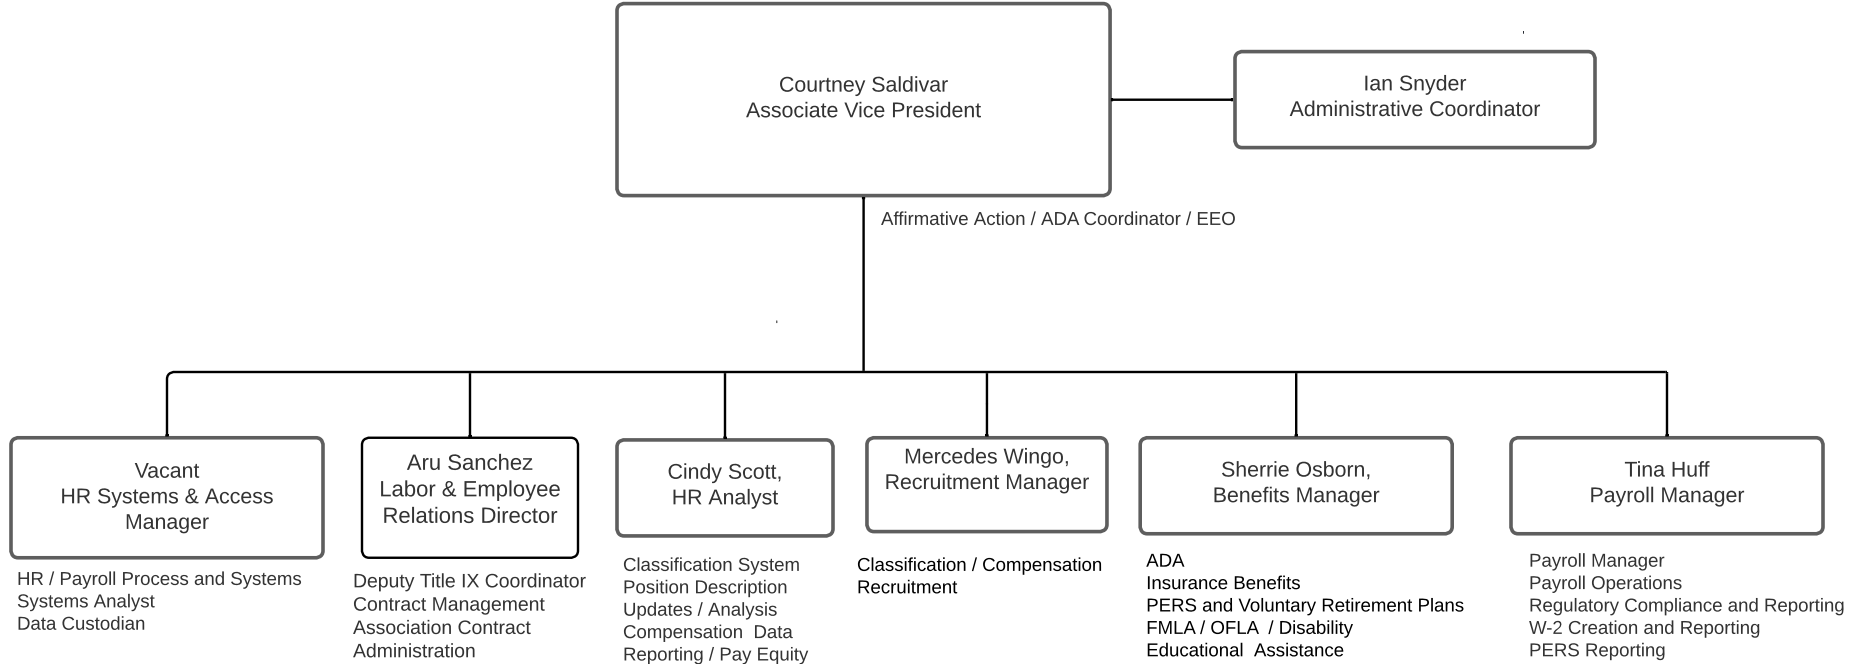 Courtney Saldivar
Associate Vice President
Ian Snyder
Administrative Coordinator
Affirmative Action / ADA Coordinator / EEO
Vacant
HR Systems & Access
Manager
HR / Payroll Process and Systems
Systems Analyst
Data Custodian
Aru Sanchez
Labor & Employee
Relations Director
Deputy Title IX Coordinator
Contract Management
Association Contract
Administration
Cindy Scott,
HR Analyst
Classification System
Position Description
Updates / Analysis
Compensation  Data
Reporting / Pay Equity
Mercedes Wingo,
Recruitment Manager
Classification / Compensation
Recruitment
Sherrie Osborn,
Benefits Manager
ADA
Insurance Benefits
PERS and Voluntary Retirement Plans
FMLA / OFLA  / Disability
Educational  Assistance
Tina Huff
Payroll Manager
Payroll Manager
Payroll Operations
Regulatory Compliance and Reporting
W-2 Creation and Reporting
PERS Reporting